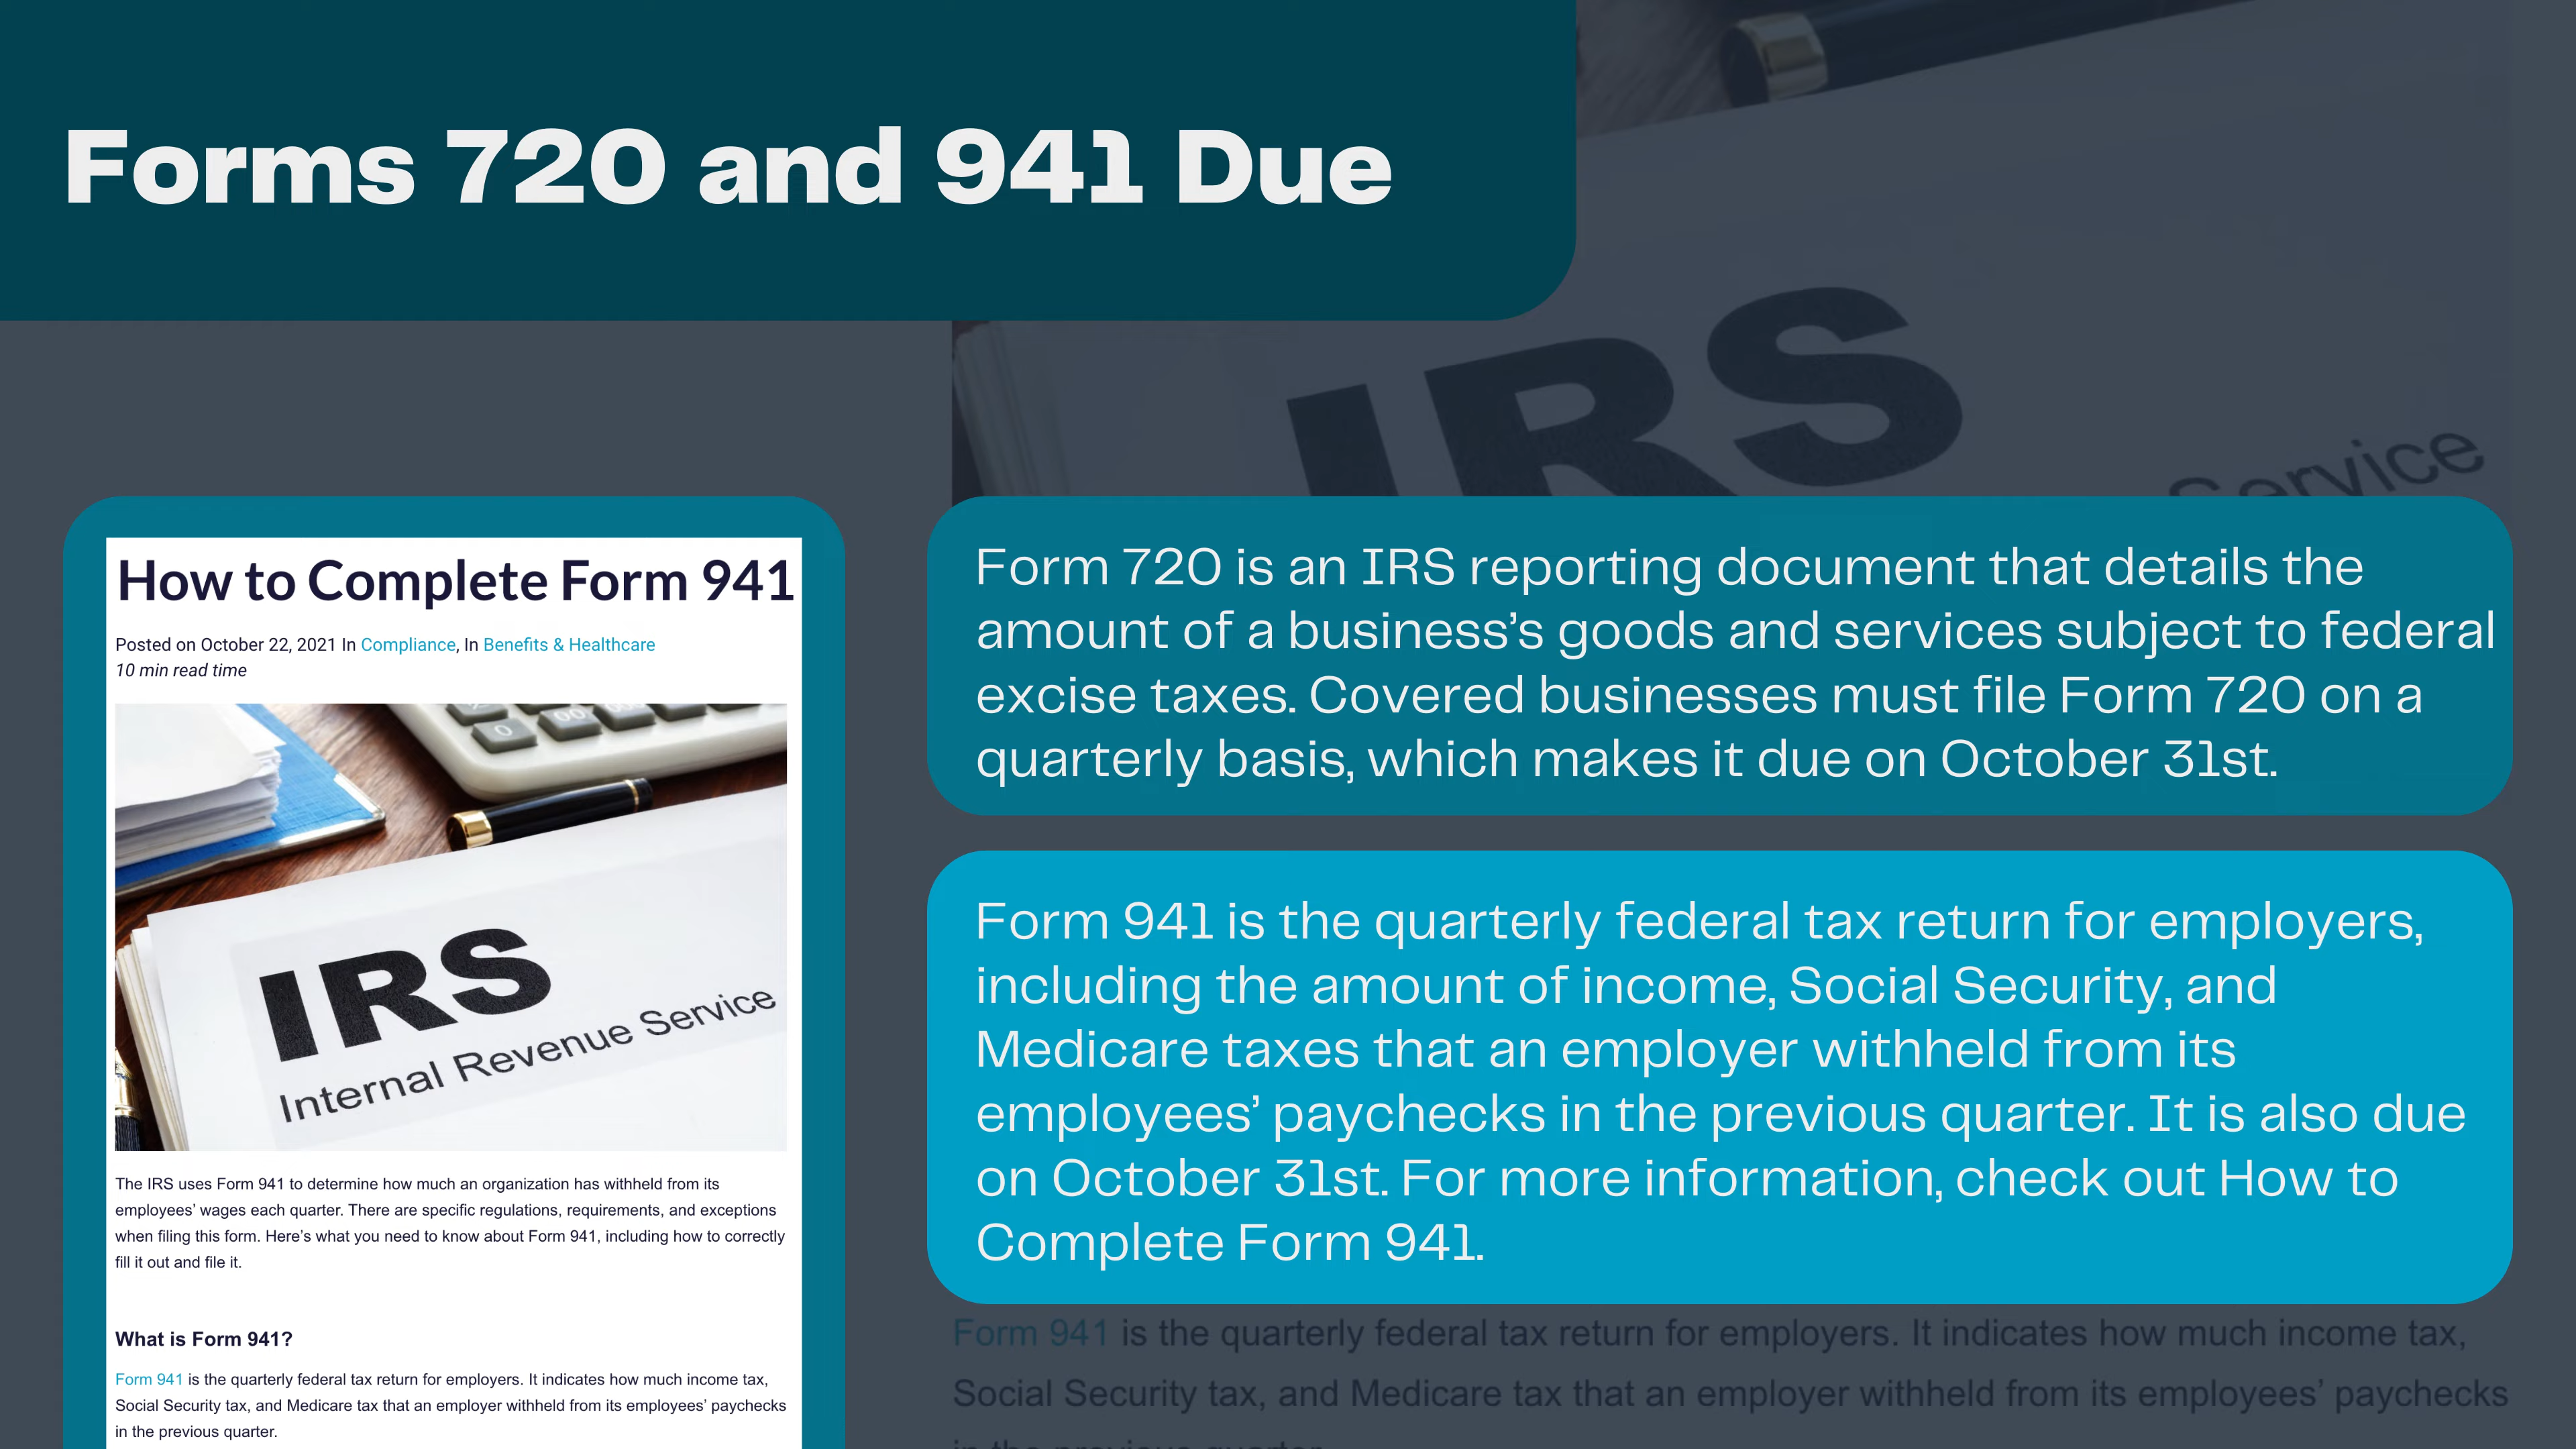 Forms 720 and 941 Due
IRS
Service
How to Complete Form 941
Posted on October 22, 2021 In Compliance, In Benefits & Healthcare
10 min read time
0
00
IRS
Internal Revenue Service
The IRS uses Form 941 to determine how much an organization has withheld from its
employees' wages each quarter. There are specific regulations, requirements, and exceptions
when filing this form. Here's what you need to know about Form 941, including how to correctly
fill it out and file it.
What is Form 941?
Form 941 is the quarterly federal tax return for employers. It indicates how much income tax,
Social Security tax, and Medicare tax that an employer withheld from its employees' paychecks
in the previous quarter.
Form 720 is an IRS reporting document that details the
amount of a business’s goods and services subject to federal
excise taxes. Covered businesses must file Form 720 on a
quarterly basis, which makes it due on October 31st.
Form 941 is the quarterly federal tax return for employers,
including the amount of income, Social Security, and
Medicare taxes that an employer withheld from its
employees’ paychecks in the previous quarter. It is also due
on October 31st. For more information, check out How to
Complete Form 941.
Form 941 is the quarterly federal tax return for employers. It indicates how much income tax,
Social Security tax, and Medicare tax that an employer withheld from its employees’ paychecks
in the previous quarter.